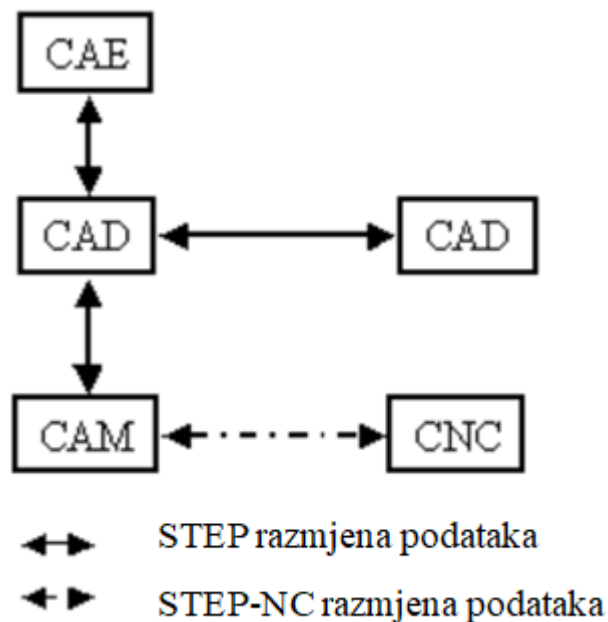 CAE
CAD CAD
CAM CNC
STEP razmjena podataka
STEP-NC razmjena podataka